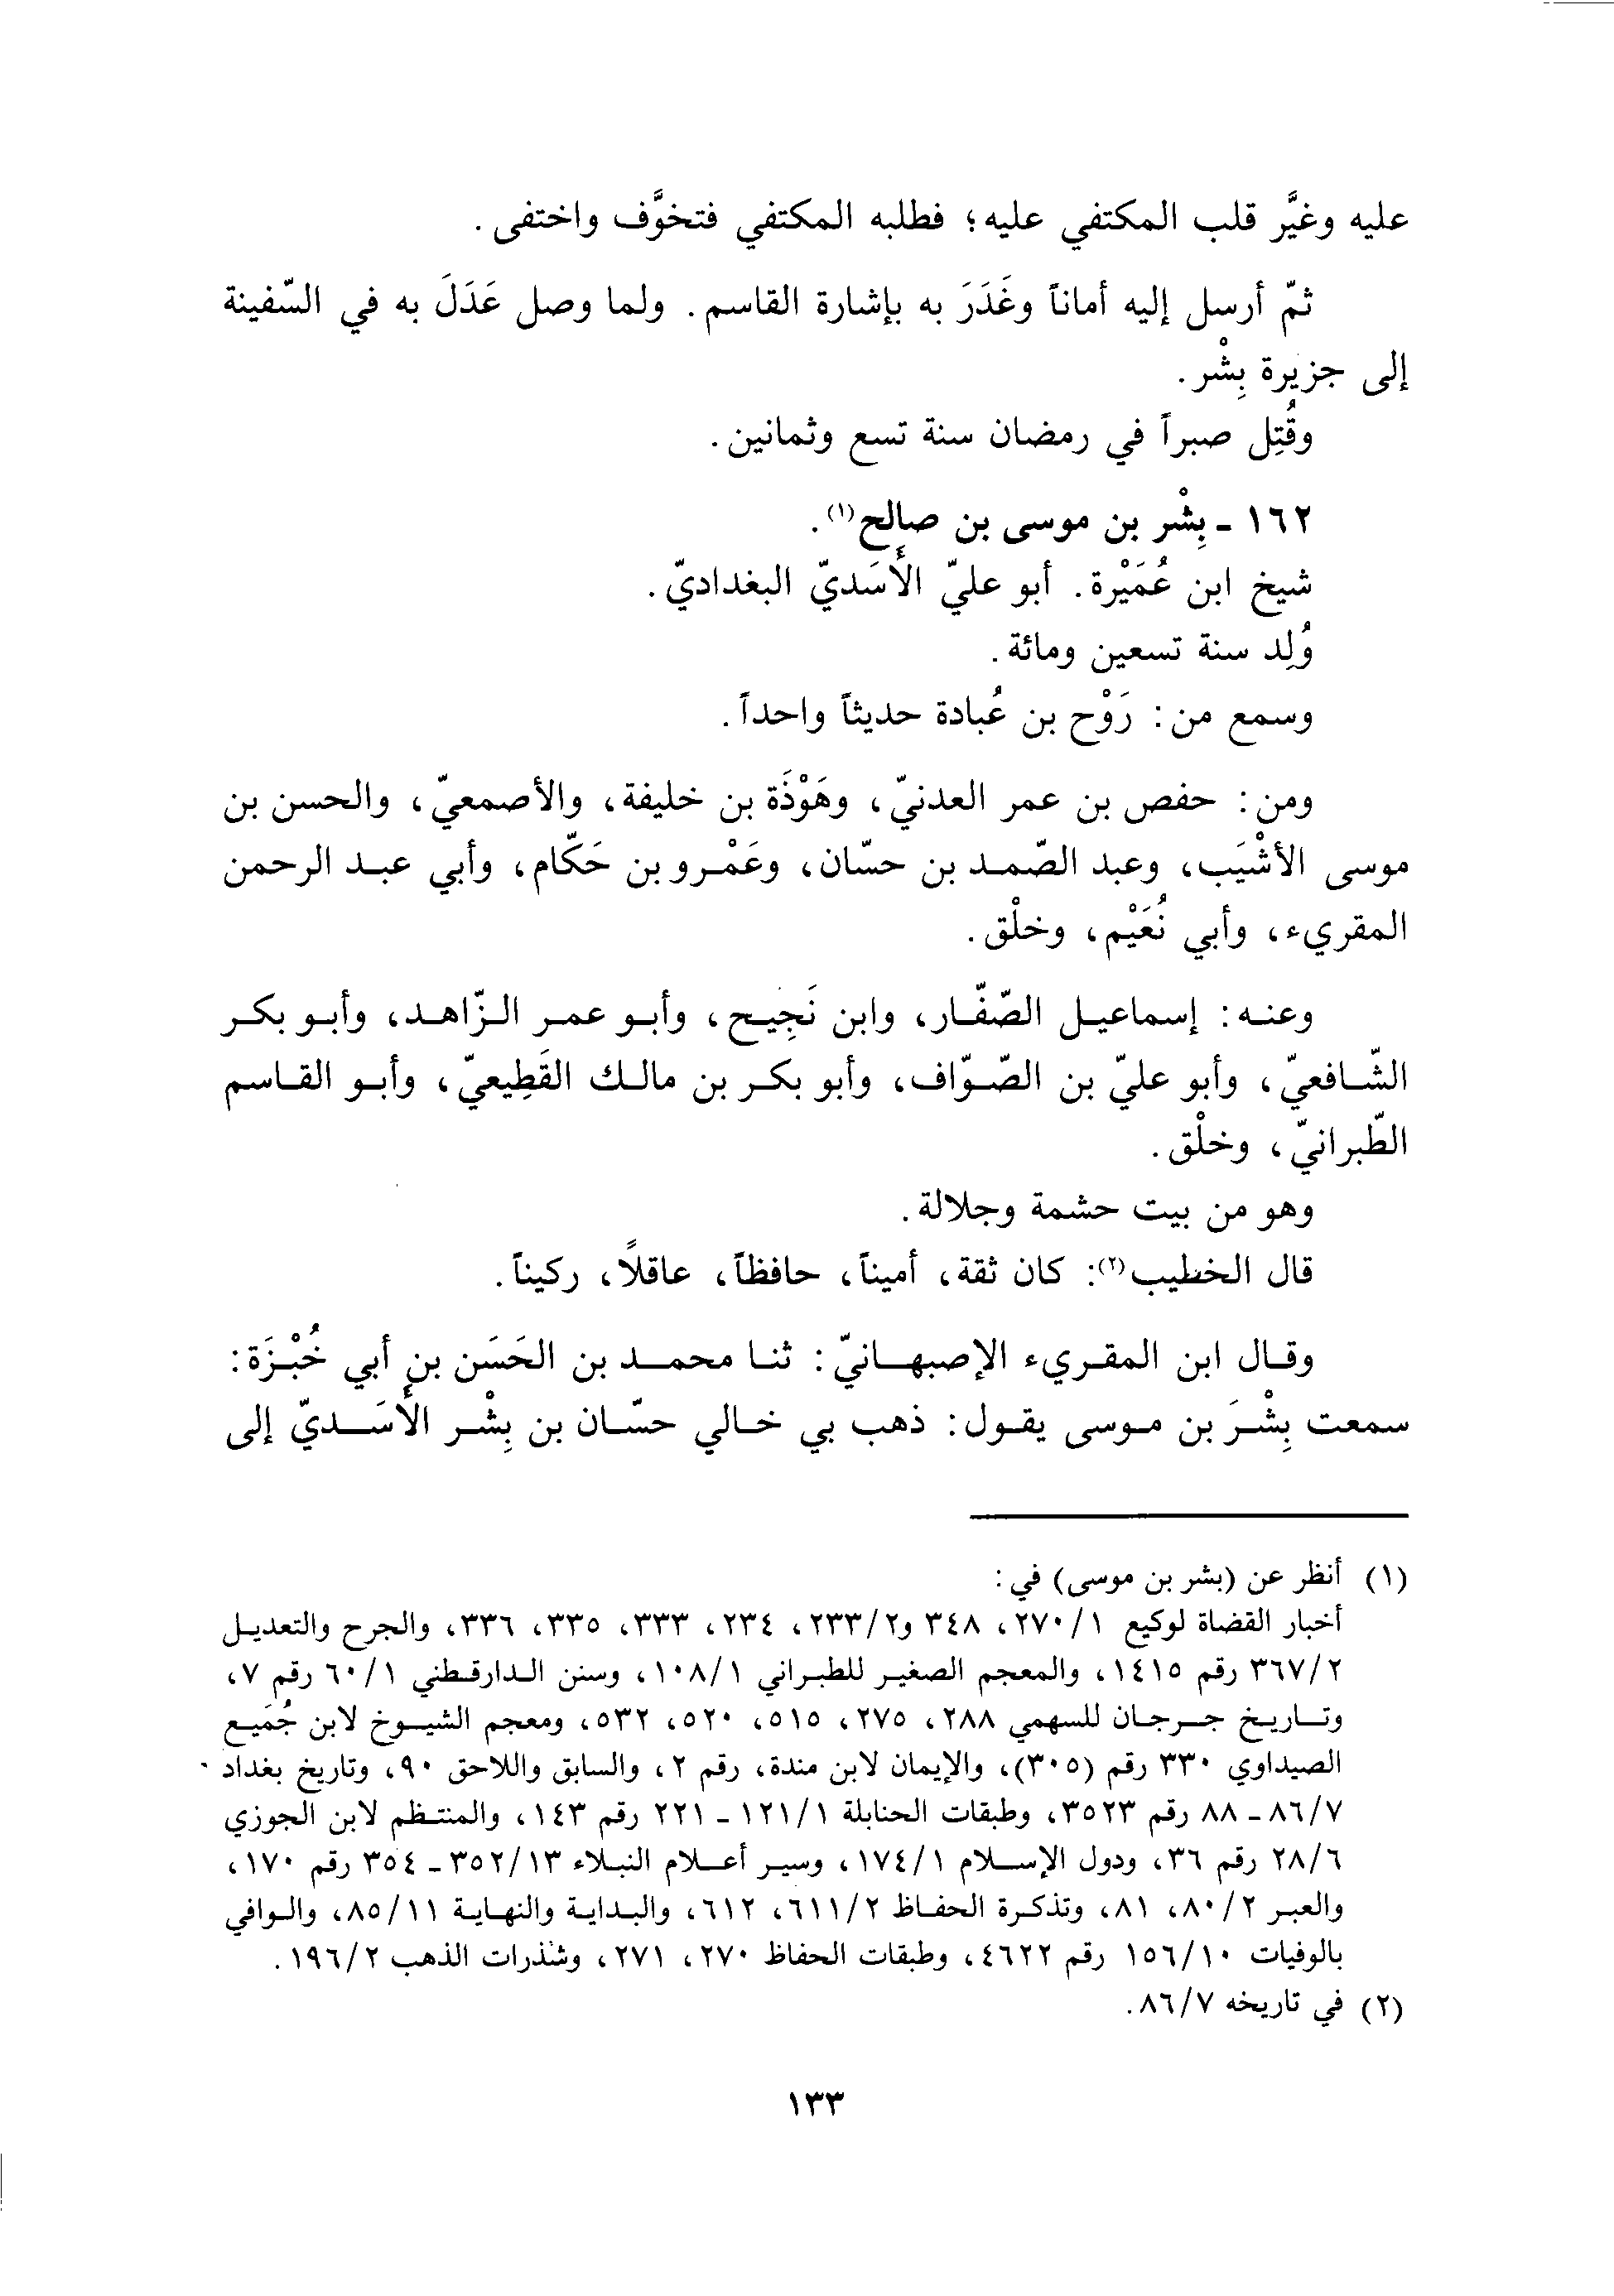 عليه وغيَّر قلب المكتفي عليه؛ فطلبه المكتفي فتخوَّف واختفى.
ثمّ أرسل إليه أماناً وغَدَرَ به بإشارة القاسم. ولما وصل عَدَلَ به في السّفينة
إلى جزيرة بِشْر.
وقُتِل صبراً في رمضان سنة تسع وثمانين.
١٦٢ - بِشْر بن موسى بن صالح(١).
شيخ ابن عُمَيْرة. أبو عليّ الأَسَديّ البغداديّ.
وُلِد سنة تسعين ومائة.
وسمع من: رَوْح بن عُبادة حديثاً واحداً.
ومن: حفص بن عمر العدنيّ، وهَوْذَة بن خليفة، والأصمعيّ، والحسن بن
موسى الأشْيَب، وعبد الصّمد بن حسّان، وعَمْرو بن حَكّام، وأبي عبد الرحمن
المقريء، وأبي نُعَيْم، وخلْق.
وعنه: إسماعيل الصّفّار، وابن نَجِيح، وأبو عمر الزّاهد، وأبو بكر
الشّافعيّ، وأبو عليّ بن الصّوّاف، وأبو بكر بن مالك القَطِيعيّ، وأبو القاسم
الطّبرانيّ، وخلْق.
وهو من بيت حشمة وجلالة.
قال الخطيب(٢): كان ثقة، أميناً، حافظاً، عاقلاً، ركيناً.
وقال ابن المقريء الإصبهانيّ: ثنا محمد بن الحَسَن بن أبي خُبْزَة:
سمعت بِشْرَ بن موسى يقول: ذهب بي خالي حسّان بن بِشْر الأَسَديّ إلى
(١) أنظر عن (بشر بن موسى) في:
أخبار القضاة لوكيع ٢٧٠/١، ٣٤٨ و٢٣٣/٢، ٢٣٤، ٣٣٣، ٣٣٥، ٣٣٦، والجرح والتعديل
٣٦٧/٢ رقم ١٤١٥، والمعجم الصغير للطبراني ١٠٨/١، وسنن الدارقطني ٦٠/١ رقم ٧،
وتاريخ جرجان للسهمي ٢٨٨، ٢٧٥، ٥١٥، ٥٢٠، ٥٣٢، ومعجم الشيوخ لابن جُمَيع
الصيداوي ٣٣٠ رقم (٣٠٥)، والإيمان لابن مندة، رقم ٢، والسابق واللاحق ٩٠، وتاريخ بغداد
٨٦/٧ - ٨٨ رقم ٣٥٢٣، وطبقات الحنابلة ١٢١/١ - ٢٢١ رقم ١٤٣، والمنتظم لابن الجوزي
٢٨/٦ رقم ٣٦، ودول الإسلام ١٧٤/١، وسير أعلام النبلاء ٣٥٢/١٣ - ٣٥٤ رقم ١٧٠،
والعبر ٨٠/٢، ٨١، وتذكرة الحفاظ ٦١١/٢، ٦١٢، والبداية والنهاية ٨٥/١١، والوافي
بالوفيات ١٥٦/١٠ رقم ٤٦٢٢، وطبقات الحفاظ ٢٧٠، ٢٧١، وشذرات الذهب ١٩٦/٢.
(٢) في تاريخه ٨٦/٧.
١٣٣